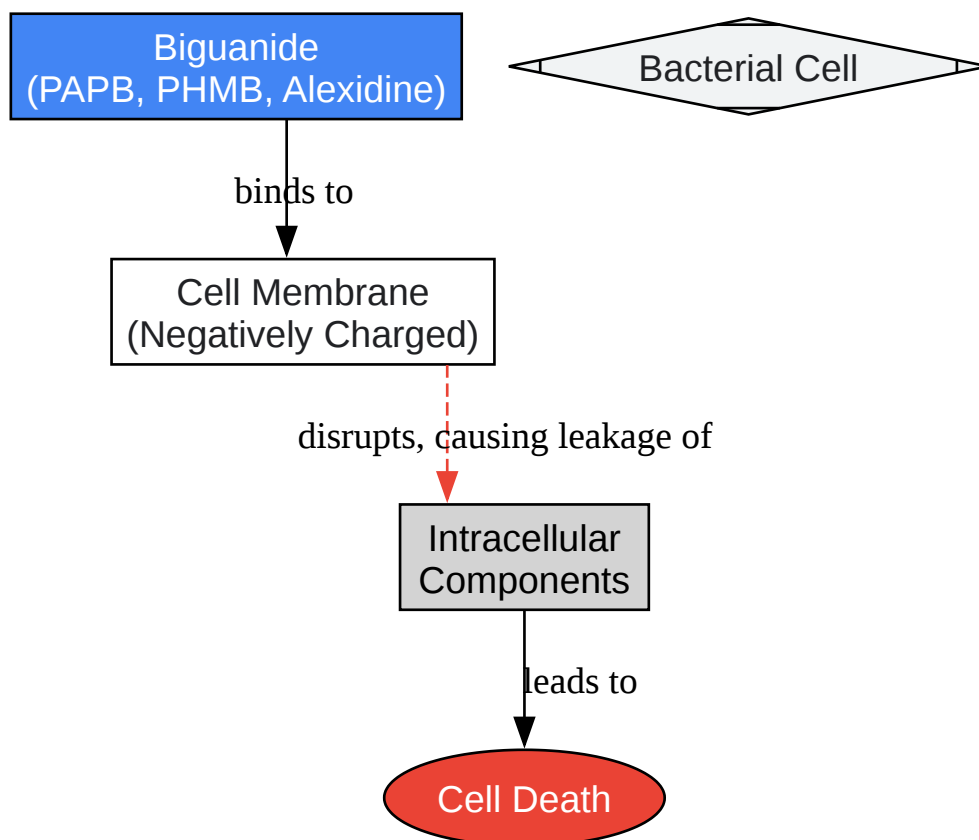 Biguanide
(PAPB, PHMB, Alexidine)
Bacterial Cell
binds to
Cell Membrane
(Negatively Charged)
disrupts, causing leakage of
Intracellular
Components
leads to
Cell Death